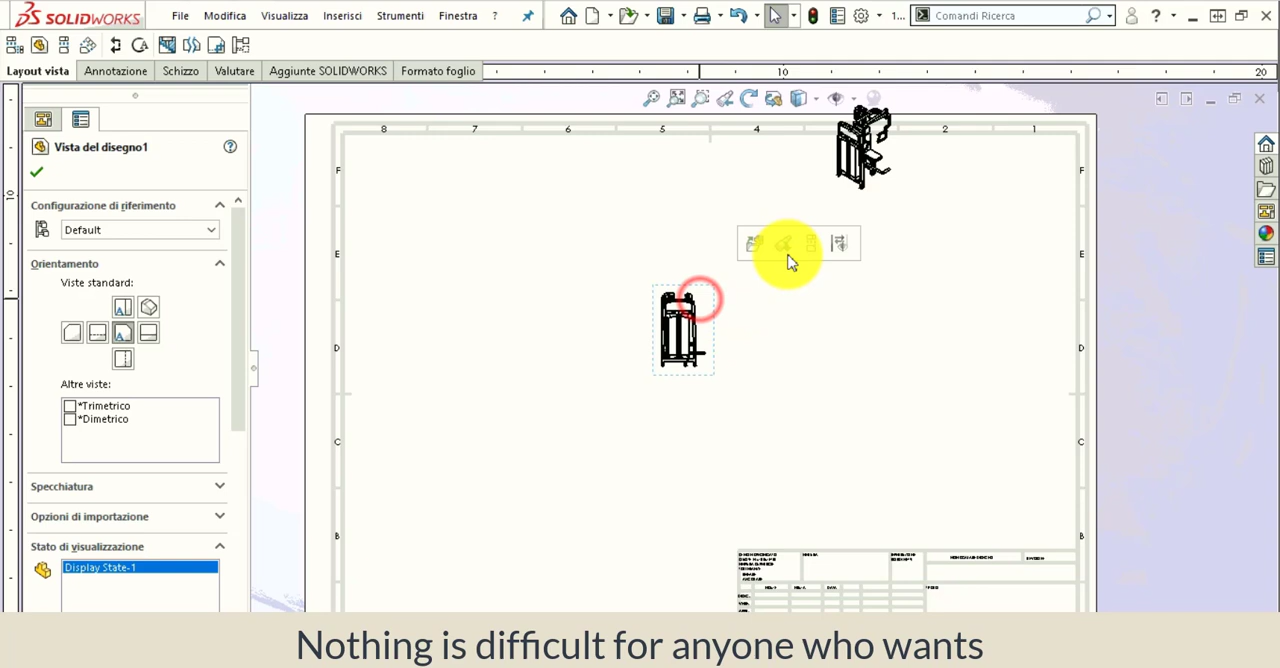 SOLIDWORKS
File Modifica Visualizza Inserisci Strumenti Finestra ?
1... Comandi Ricerca ?
Layout vista Annotazione Schizzo Valutare Aggiunte SOLIDWORKS Formato foglio
10 20
10
Vista del disegno1
Configurazione di riferimento
Default
Orientamento
Viste standard:
Altre viste:
*Trimetrico
*Dimetrico
Specchiatura
Opzioni di importazione
Stato di visualizzazione
Display State-1
8 7 6 5 4 2 1
F F
E E
D D
C C
B B
Nothing is difficult for anyone who wants